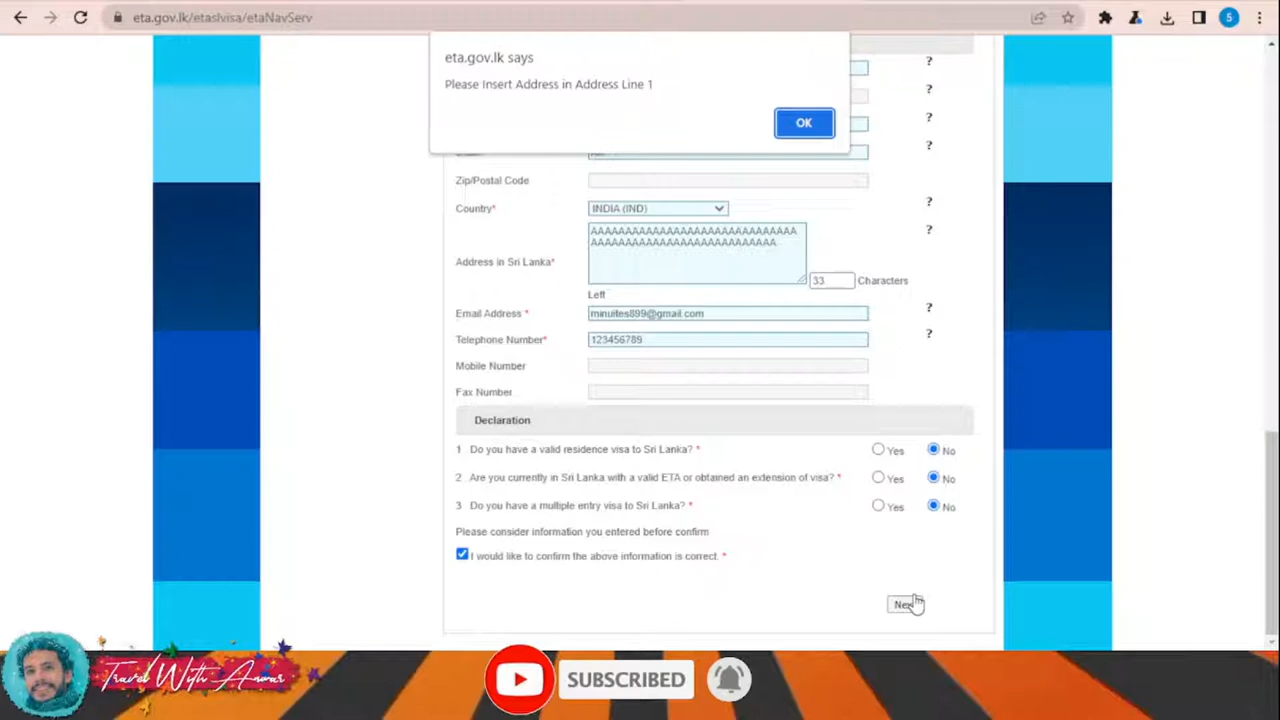 eta.gov.lk/etaslvisa/etaNavServ
S
eta.gov.lk says
Please Insert Address in Address Line 1
OK
?
?
?
?
Zip/Postal Code
Country* INDIA (IND) ?
Address in Sri Lanka* ?
33 Characters
Left
Email Address * minuites899@gmail.com ?
Telephone Number* 123456789 ?
Mobile Number
Fax Number
Declaration
1 Do you have a valid residence visa to Sri Lanka? * Yes No
2 Are you currently in Sri Lanka with a valid ETA or obtained an extension of visa? * Yes No
3 Do you have a multiple entry visa to Sri Lanka? * Yes No
Please consider information you entered before confirm
I would like to confirm the above information is correct. *
Travel With Anwar
SUBSCRIBED